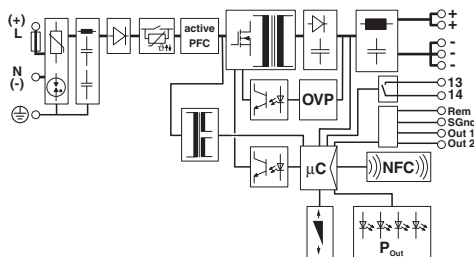 (+)
L
N
(-)
ϑ
active
PFC
OVP
+
+
-
-
-
13
14
Rem
SGnd
Out 1
Out 2
µC
NFC
P Out